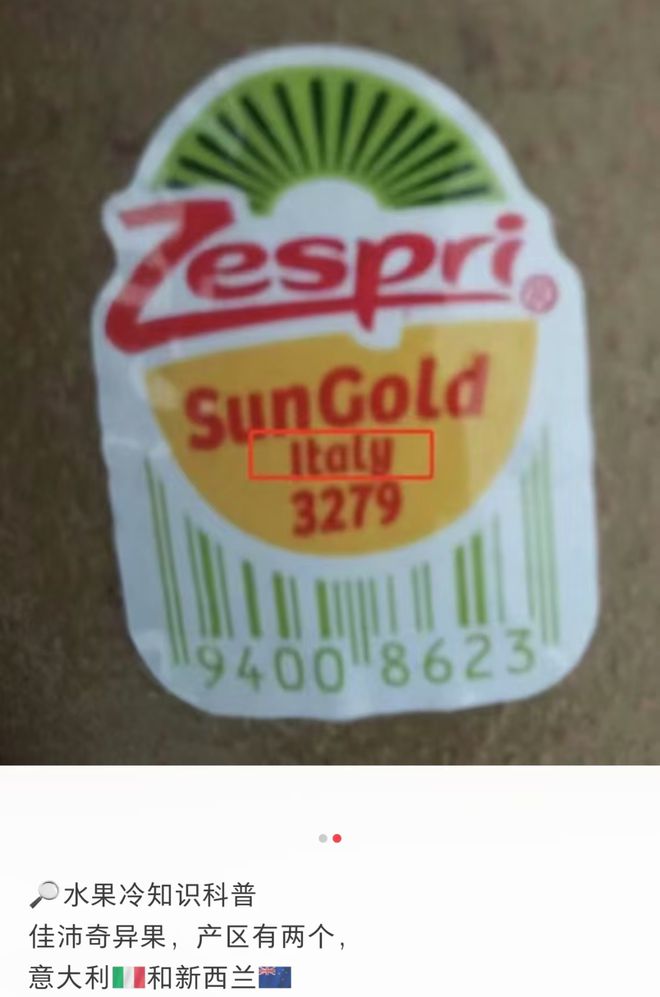 Zespri®
SunGold
Italy
3279
9400 8623
🔎水果冷知识科普
佳沛奇异果，产区有两个，
意大利🇮🇹和新西兰🇳🇿